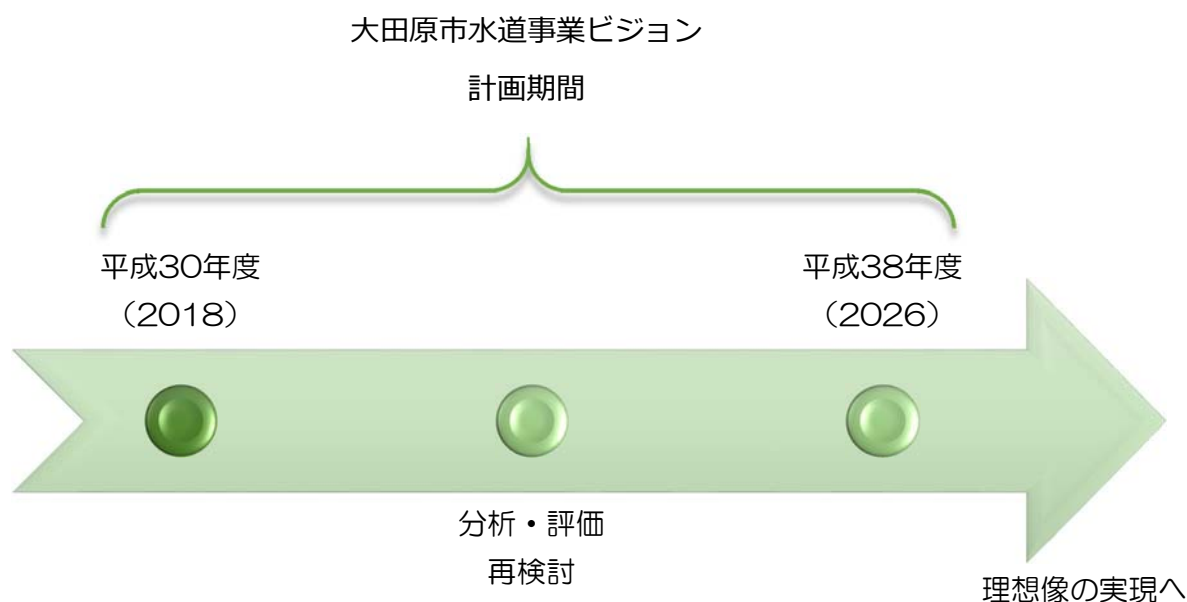 大田原市水道事業ビジョン
計画期間
平成30年度
（2018）
平成38年度
（2026）
分析・評価
再検討
理想像の実現へ